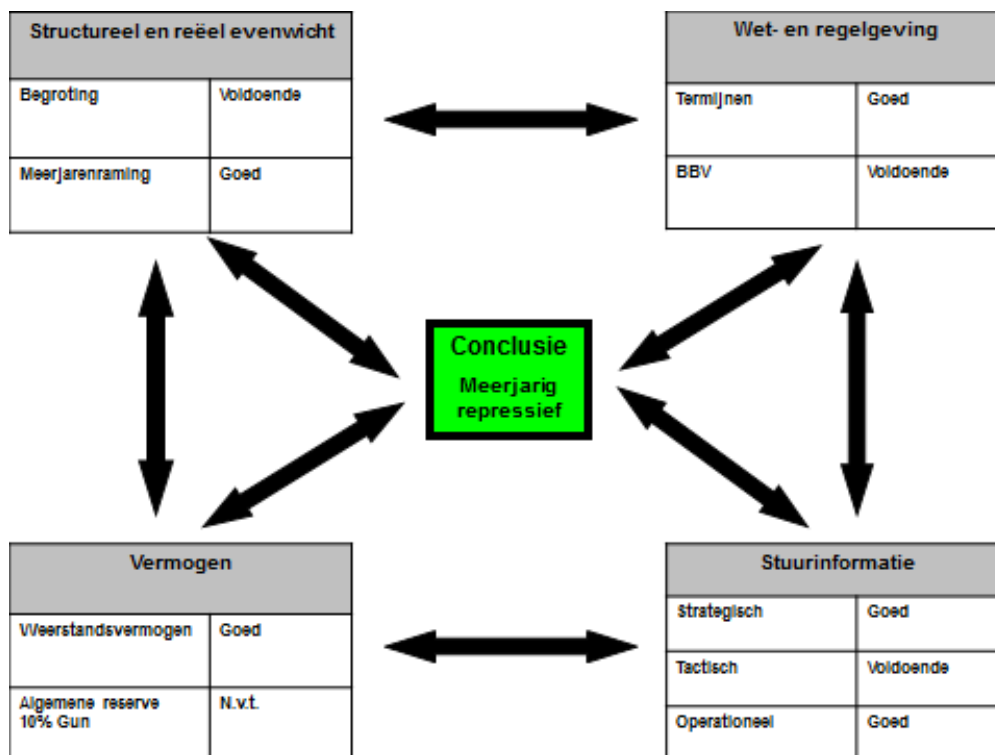 Structureel en reëel evenwicht
Begroting Voldoende
Meerjarenraming Goed
Wet- en regelgeving
Termijnen Goed
BBV Voldoende
Conclusie
Meerjarig
repressief
Vermogen
Weerstandsvermogen Goed
Algemene reserve N.v.t.
10% Gun
Stuurinformatie
Strategisch Goed
Tactisch Voldoende
Operationeel Goed